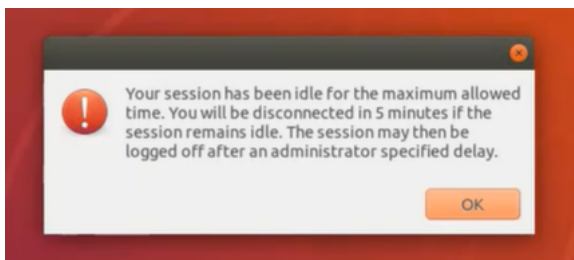 Your session has been idle for the maximum allowed
time. You will be disconnected in 5 minutes if the
session remains idle. The session may then be
logged off after an administrator specified delay.
OK